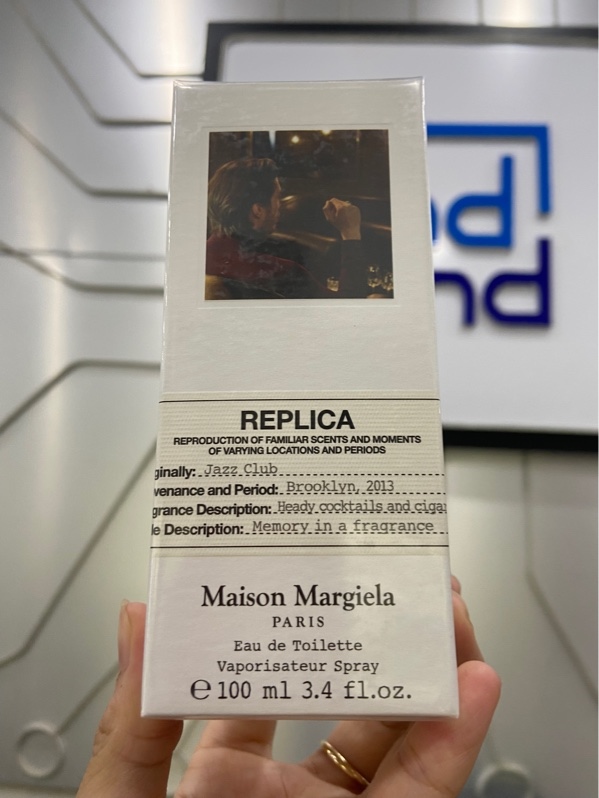 REPLICA
REPRODUCTION OF FAMILIAR SCENTS AND MOMENTS
OF VARYING LOCATIONS AND PERIODS
ginally: Jazz Club
venance and Period: Brooklyn, 2013
grance Description: Heady cocktails and cigar
le Description: Memory in a fragrance
Maison Margiela
PARIS
Eau de Toilette
Vaporisateur Spray
℮ 100 ml 3.4 fl.oz.